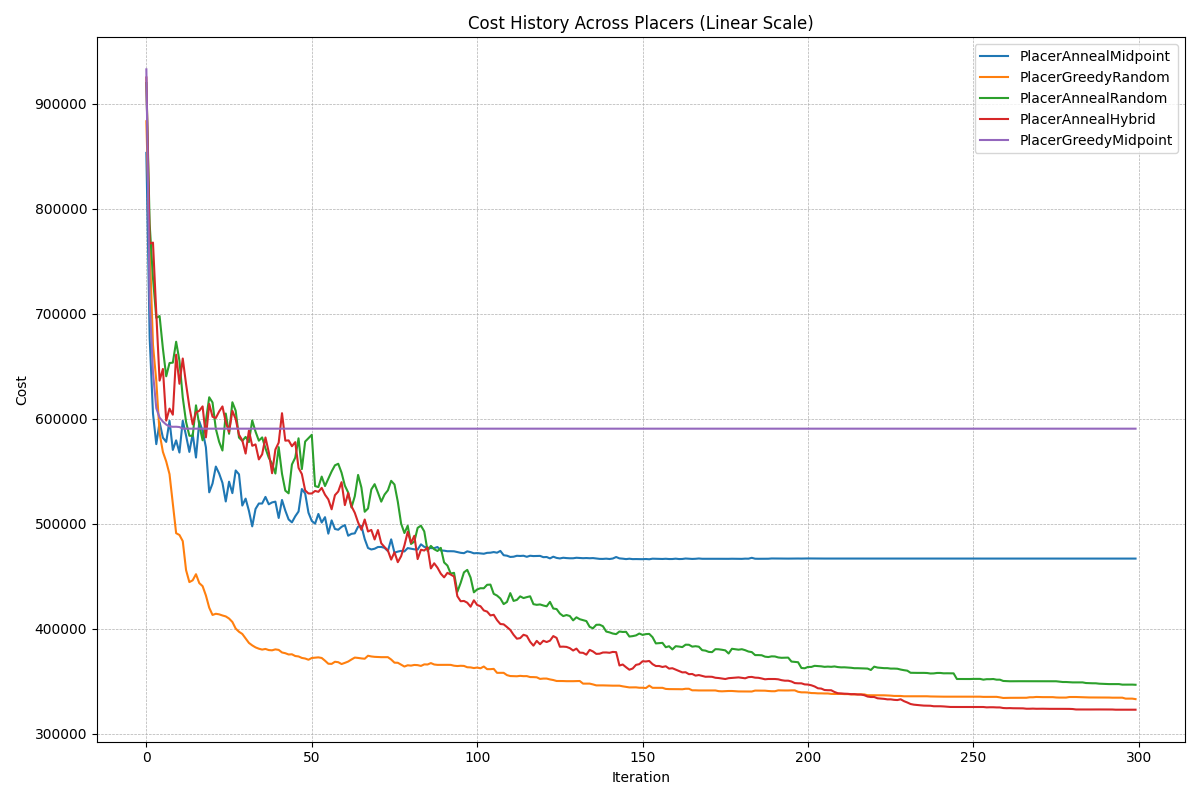 Cost History Across Placers (Linear Scale)
PlacerAnnealMidpoint
PlacerGreedyRandom
PlacerAnnealRandom
PlacerAnnealHybrid
PlacerGreedyMidpoint
Cost
900000
800000
700000
600000
500000
400000
300000
0 50 100 150 200 250 300
Iteration